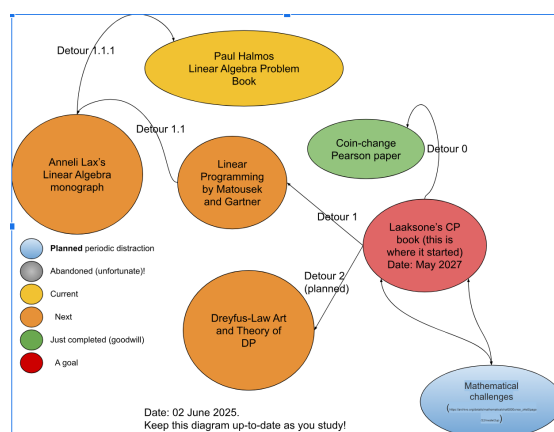 Detour 1.1.1
Paul Halmos
Linear Algebra Problem
Book
Detour 1.1
Anneli Lax's
Linear Algebra
monograph
Linear
Programming
by Matousek
and Gartner
Coin-change
Pearson paper
Detour 0
Detour 1
Laaksone's CP
book (this is
where it started)
Date: May 2027
Detour 2
(planned)
Dreyfus-Law Art
and Theory of
DP
Planned periodic distraction
Abandoned (unfortunate)!
Current
Next
Just completed (goodwill)
A goal
Mathematical
challenges
Date: 02 June 2025.
Keep this diagram up-to-date as you study!